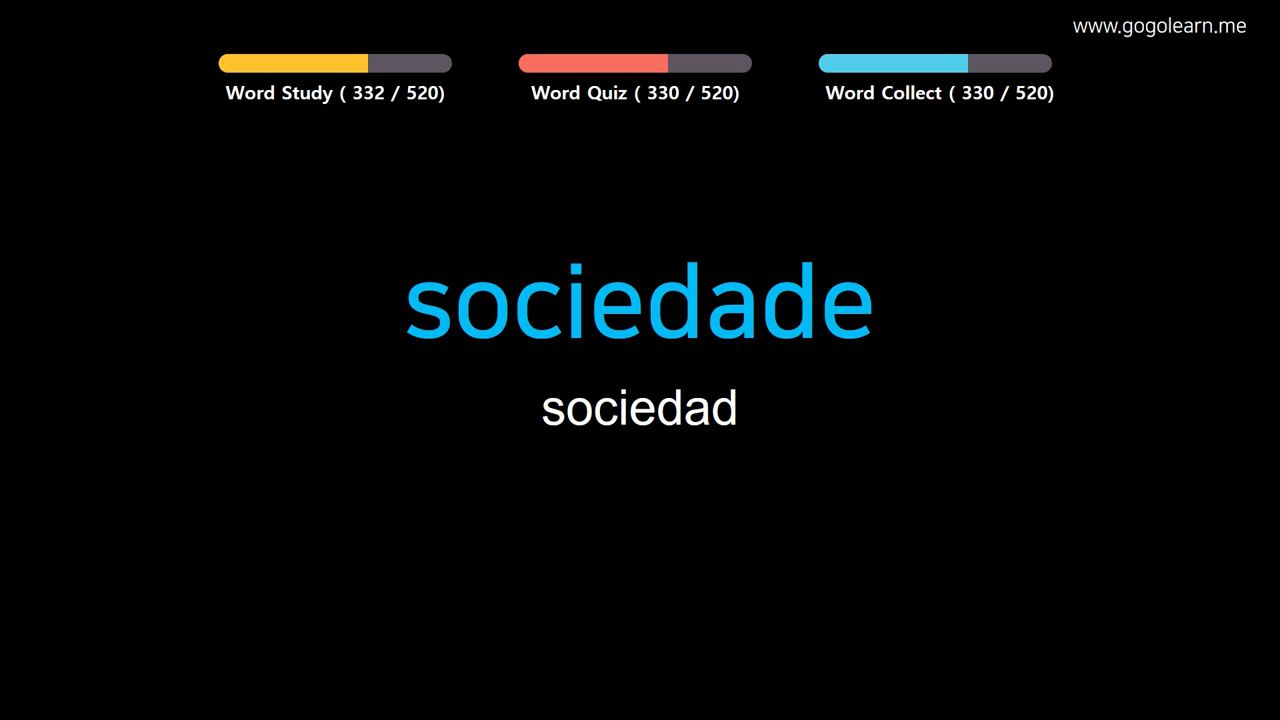 www.gogolearn.me
Word Study ( 332 / 520)
Word Quiz ( 330 / 520)
Word Collect ( 330 / 520)
sociedade
sociedad